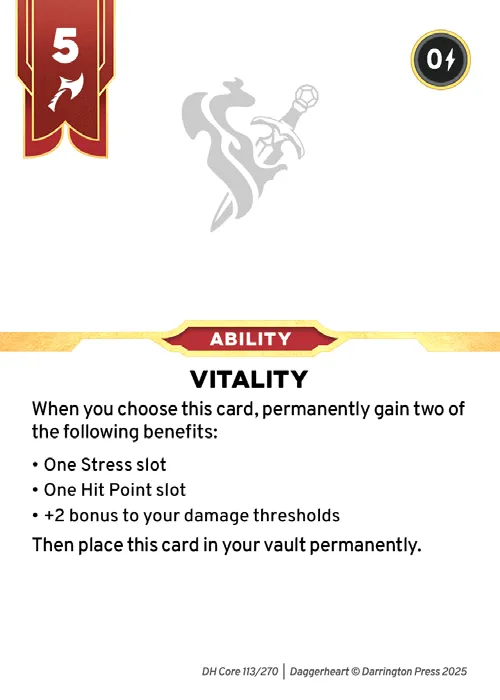 5
0
ABILITY
VITALITY
When you choose this card, permanently gain two of
the following benefits:
• One Stress slot
• One Hit Point slot
• +2 bonus to your damage thresholds
Then place this card in your vault permanently.
DH Core 113/270 | Daggerheart © Darrington Press 2025